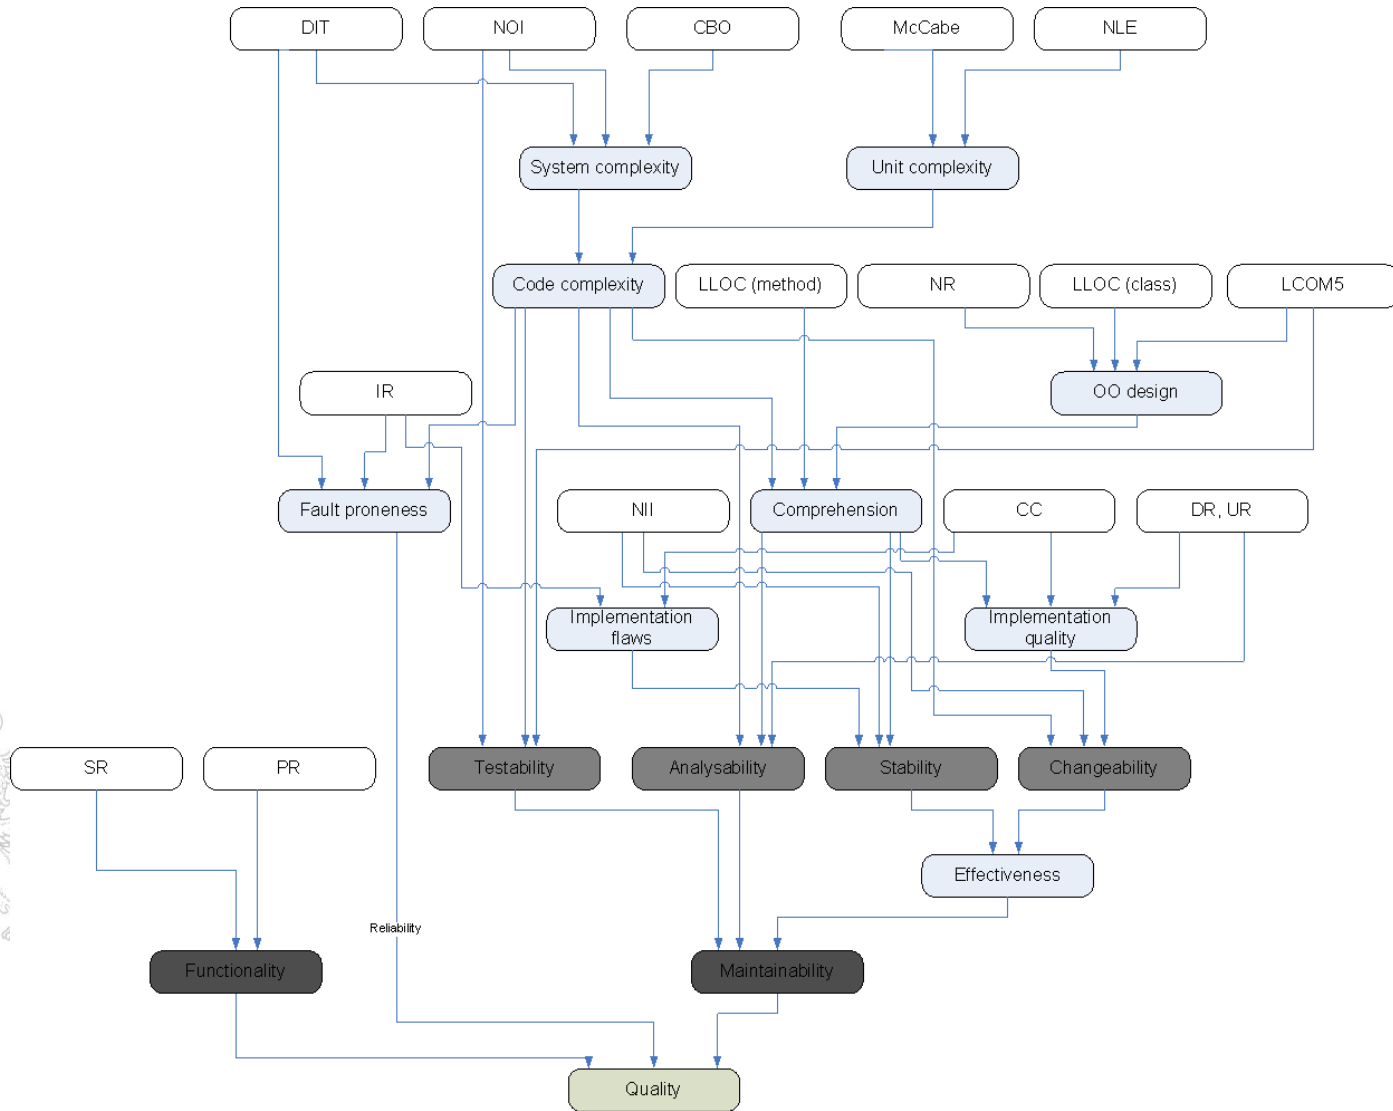 DIT
NOI
CBO
McCabe
NLE
System complexity
Unit complexity
Code complexity
LLOC (method)
NR
LLOC (class)
LCOM5
IR
OO design
Fault proneness
NII
Comprehension
CC
DR, UR
Implementation
flaws
Implementation
quality
SR
PR
Testability
Analysability
Stability
Changeability
Effectiveness
Reliability
Functionality
Maintainability
Quality